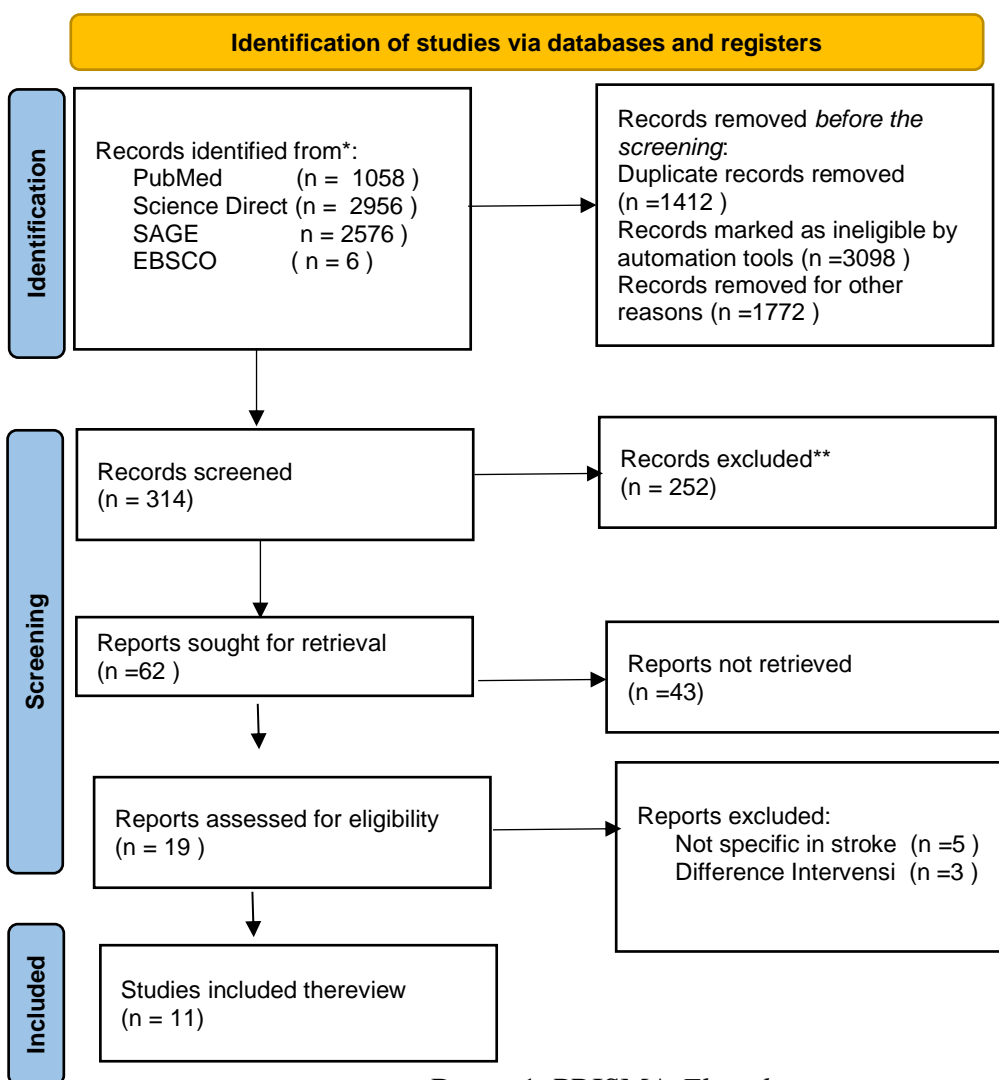 Identification of studies via databases and registers
Identification
Records identified from*:
PubMed (n = 1058 )
Science Direct (n = 2956 )
SAGE n = 2576 )
EBSCO ( n = 6 )
Records removed before the
screening:
Duplicate records removed
(n =1412 )
Records marked as ineligible by
automation tools (n =3098 )
Records removed for other
reasons (n =1772 )
Screening
Records screened
(n = 314)
Records excluded**
(n = 252)
Reports sought for retrieval
(n =62 )
Reports not retrieved
(n =43)
Reports assessed for eligibility
(n = 19 )
Reports excluded:
Not specific in stroke (n =5 )
Difference Intervensi (n =3 )
Included
Studies included thereview
(n = 11)
1. PRISMA